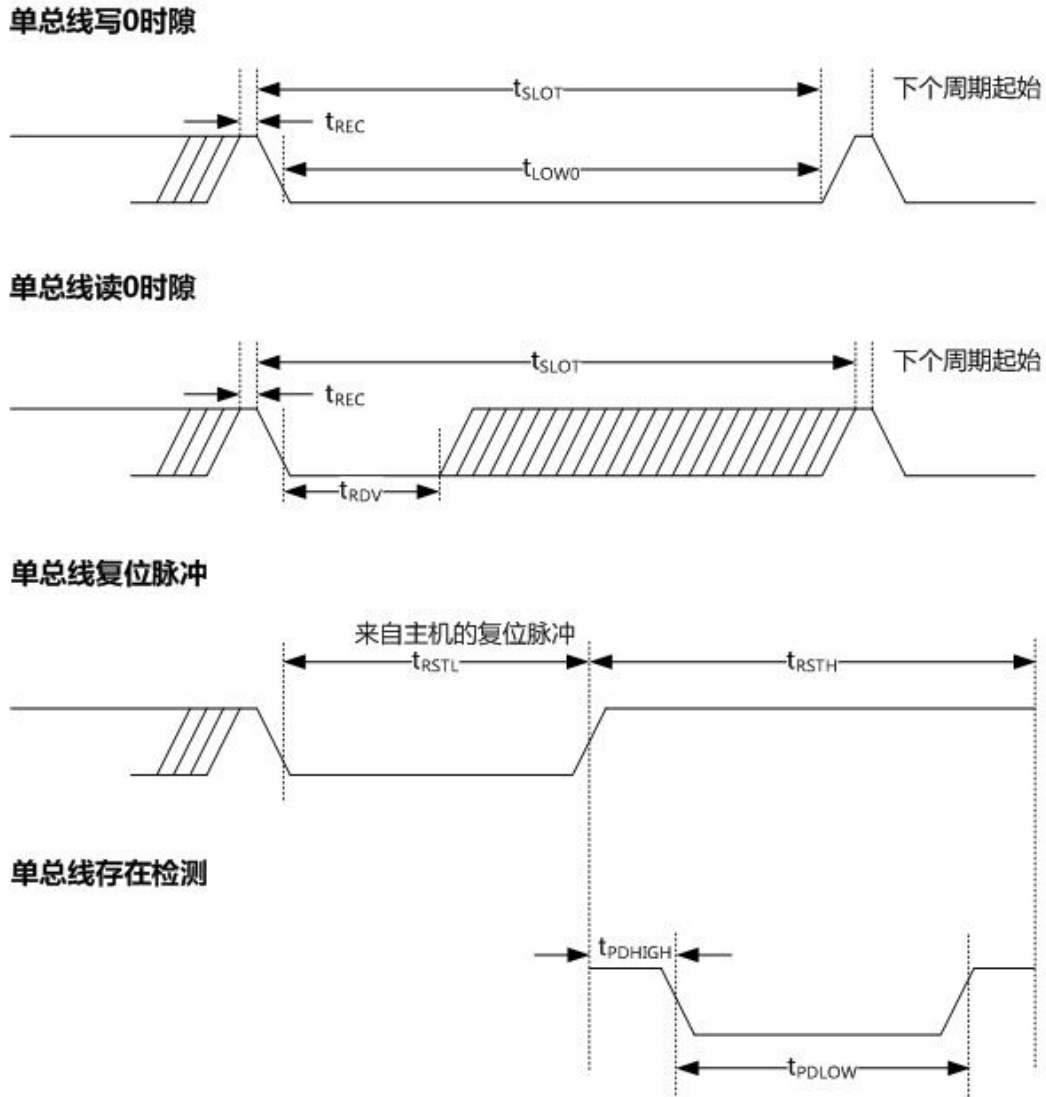 单总线写0时隙
tSLOT
下个周期起始
tREC
tLOW0
单总线读0时隙
tSLOT
下个周期起始
tREC
tRDV
单总线复位脉冲
来自主机的复位脉冲
tRSTL
tRSTH
单总线存在检测
tPDHIGH
tPDLOW